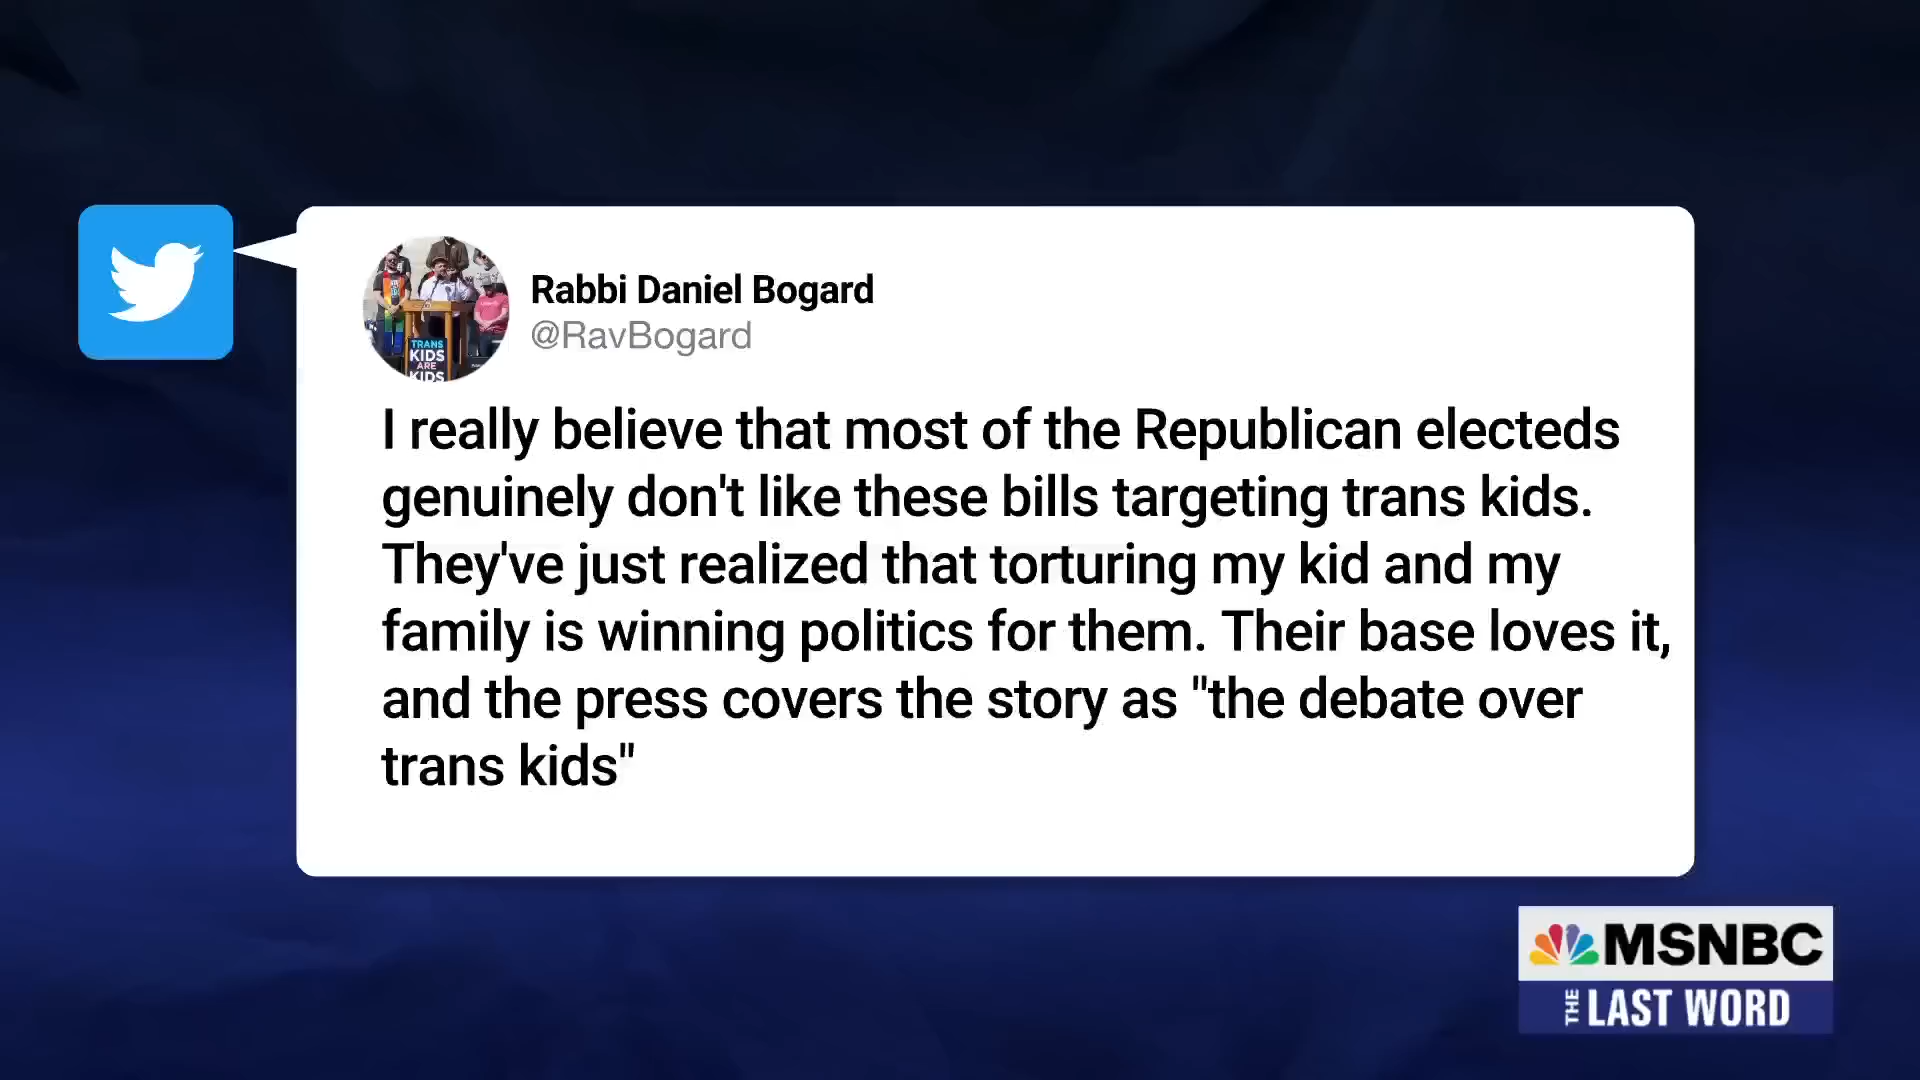 Rabbi Daniel Bogard
@RavBogard
TRANS
KIDS
ARE
KIDS
I really believe that most of the Republican electeds
genuinely don't like these bills targeting trans kids.
They've just realized that torturing my kid and my
family is winning politics for them. Their base loves it,
and the press covers the story as "the debate over
trans kids"
MSNBC
THE LAST WORD